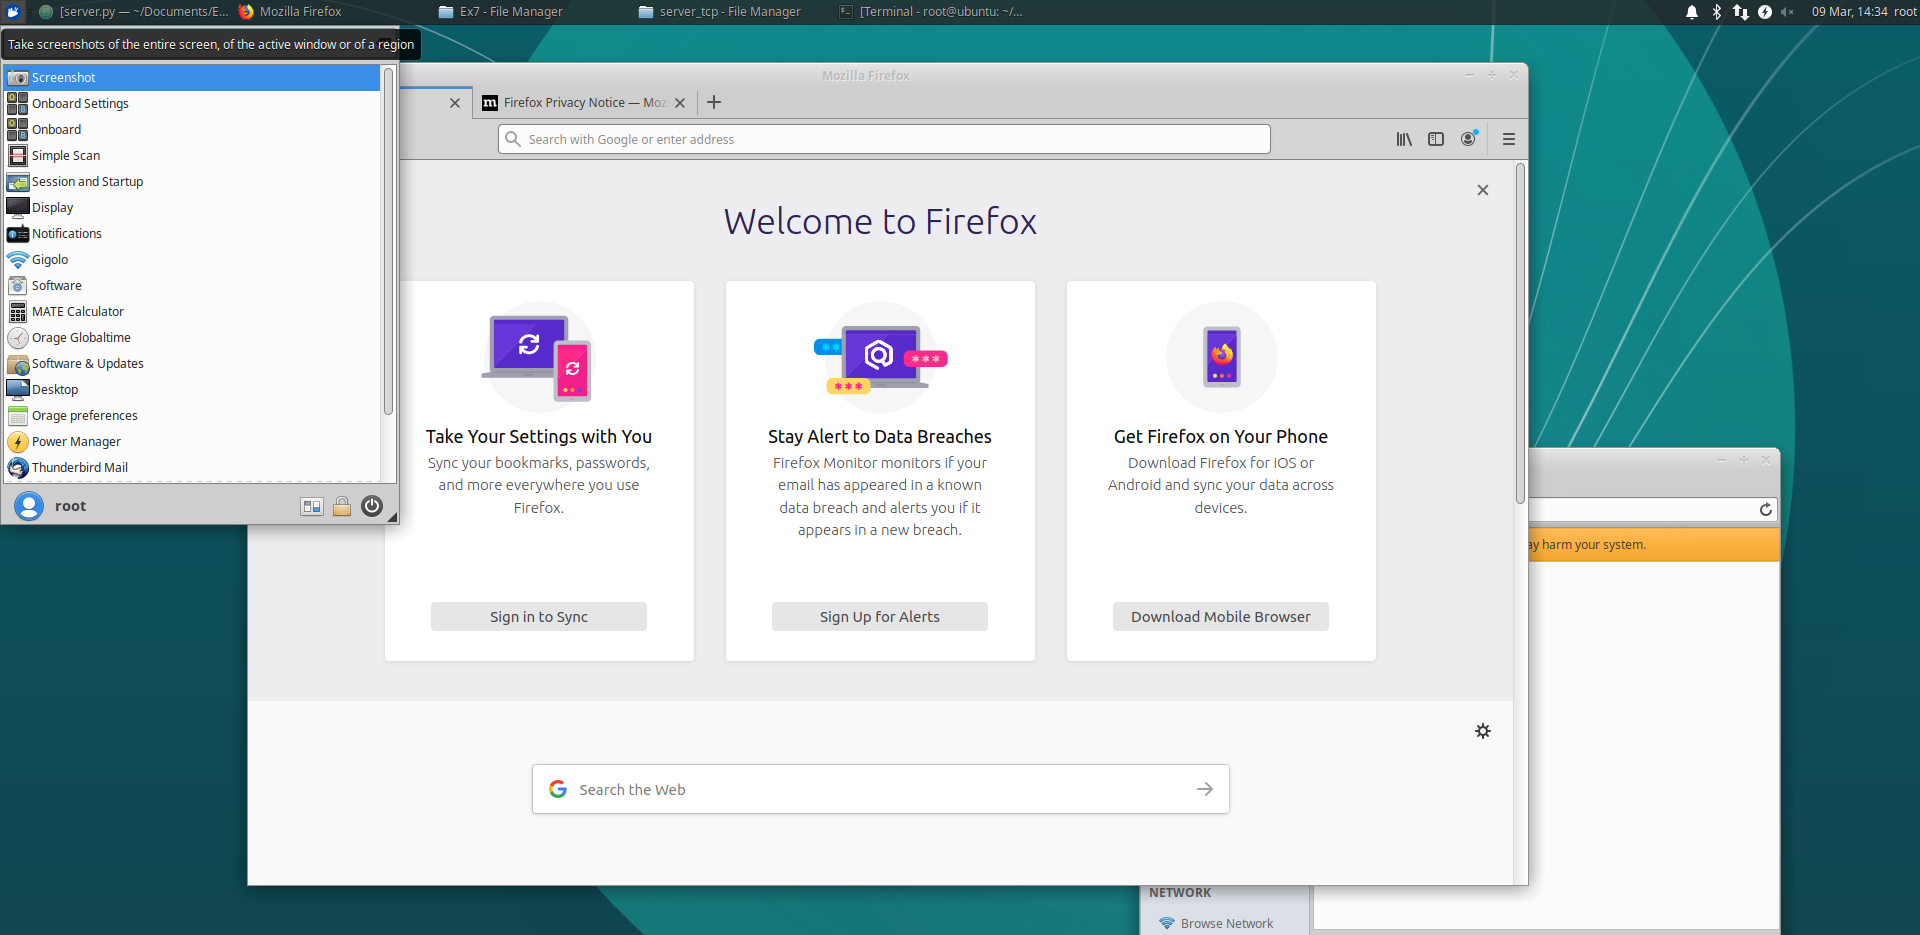 [server.py — ~/Documents/E...
Mozilla Firefox
Ex7 - File Manager
server_tcp - File Manager
[Terminal - root@ubuntu: ~/...
09 Mar, 14:34
root
Take screenshots of the entire screen, of the active window or of a region
Screenshot
Onboard Settings
Onboard
Simple Scan
Session and Startup
Display
Notifications
Gigolo
Software
MATE Calculator
Orage Globaltime
Software & Updates
Desktop
Orage preferences
Power Manager
Thunderbird Mail
root
Mozilla Firefox
Firefox Privacy Notice — Moz
Search with Google or enter address
Welcome to Firefox
Take Your Settings with You
Sync your bookmarks, passwords,
and more everywhere you use
Firefox.
Sign in to Sync
Stay Alert to Data Breaches
Firefox Monitor monitors if your
email has appeared in a known
data breach and alerts you if it
appears in a new breach.
Sign Up for Alerts
Get Firefox on Your Phone
Download Firefox for iOS or
Android and sync your data across
devices.
Download Mobile Browser
Search the Web
ay harm your system.
NETWORK
Browse Network